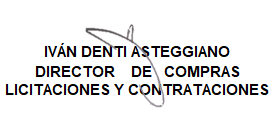 IVÁN DENTI ASTEGGIANO
DIRECTOR DE COMPRAS
LICITACIONES Y CONTRATACIONES